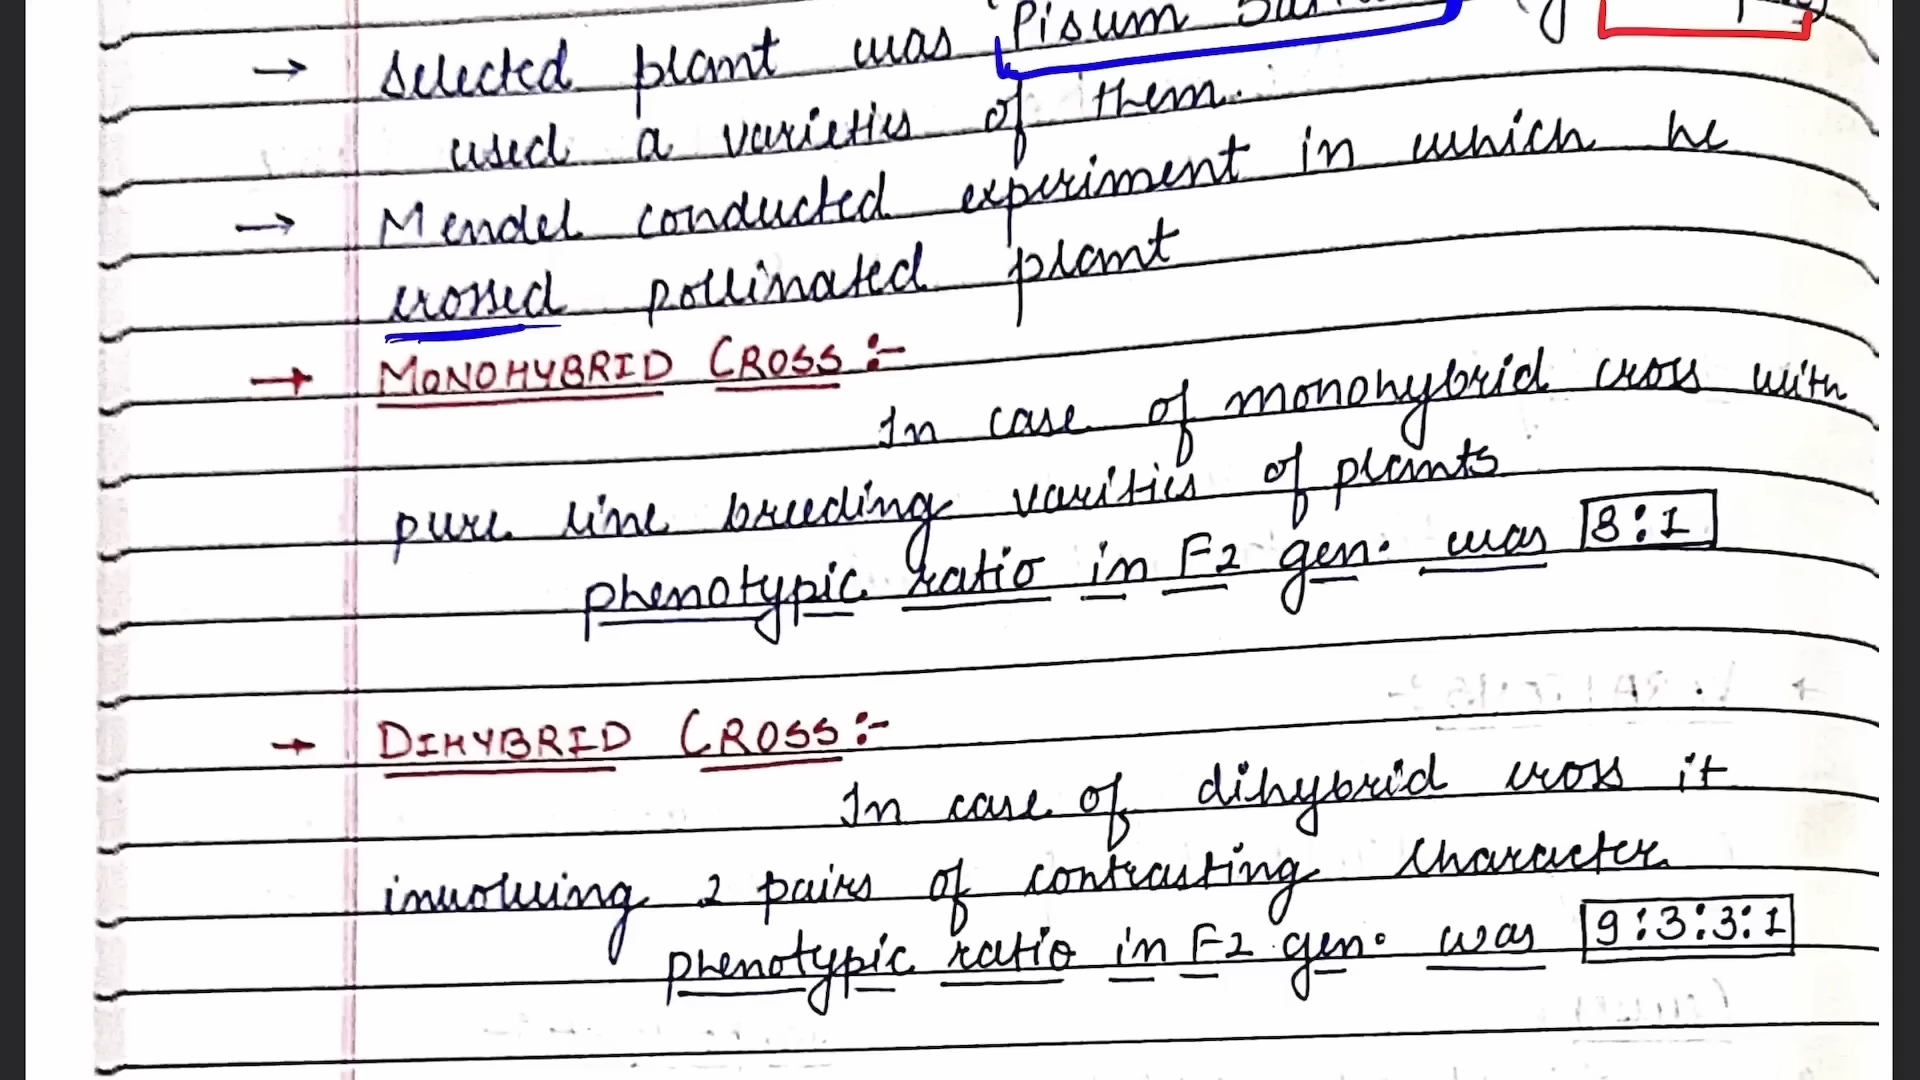 → Selected plant was Pisum
used a varieties of them.
→ Mendel conducted experiment in which he
crossed pollinated plant
→ MONOHYBRID CROSS :-
In case of monohybrid cross with
pure line breeding varities of plants
phenotypic ratio in F2 gen. was 3:1
→ DIHYBRID CROSS :-
In case of dihybrid cross it
involving 2 pairs of contrasting character
phenotypic ratio in F2 gen. was 9:3:3:1